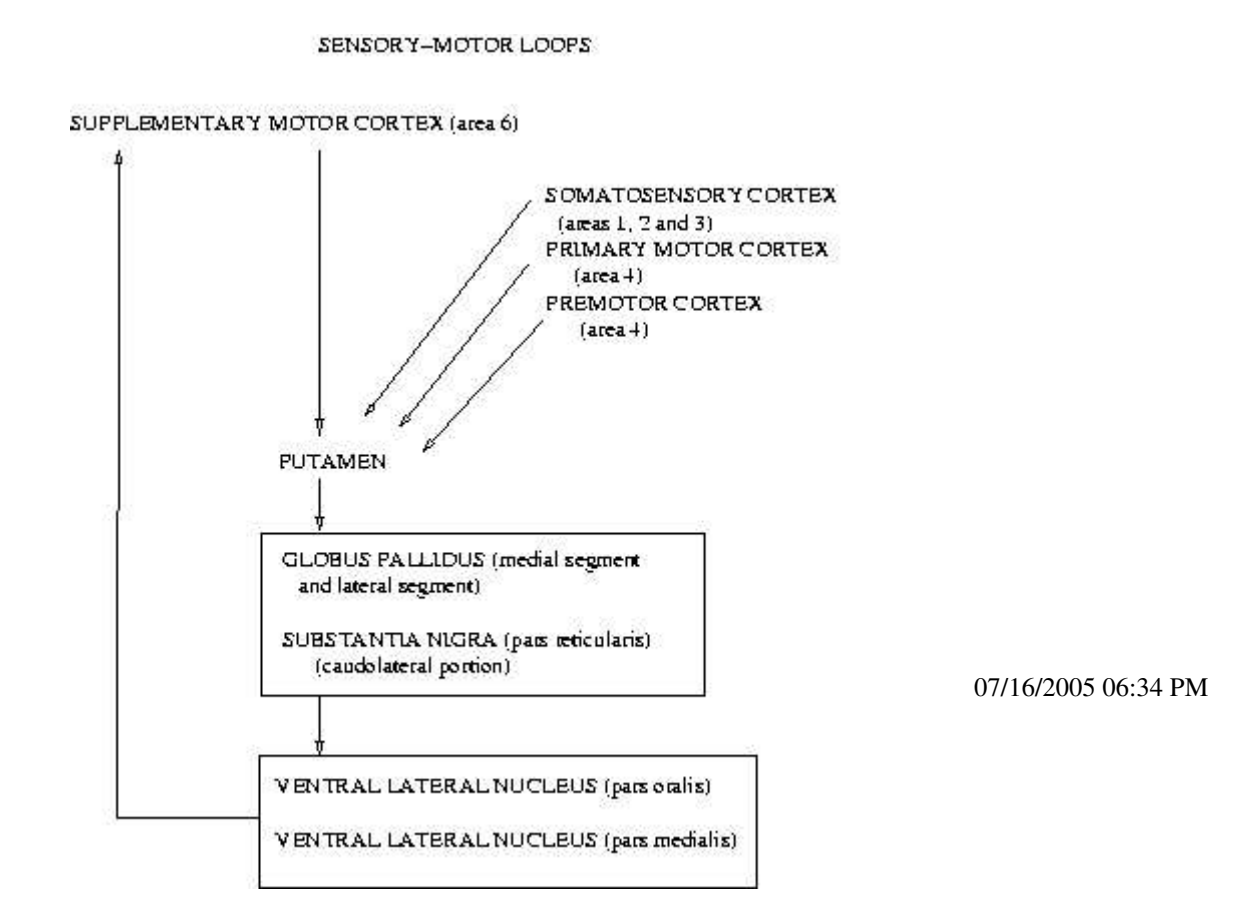 SENSORY–MOTOR LOOPS
SUPPLEMENTARY MOTOR CORTEX (area 6)
SOMATOSENSORY CORTEX
(areas 1, 2 and 3)
PRIMARY MOTOR CORTEX
(area 4)
PREMOTOR CORTEX
(area 4)
PUTAMEN
GLOBUS PALLIDUS (medial segment
and lateral segment)
SUBSTANTIA NIGRA (pars reticularis)
(caudolateral portion)
07/16/2005 06:34 PM
VENTRAL LATERAL NUCLEUS (pars oralis)
VENTRAL LATERAL NUCLEUS (pars medialis)